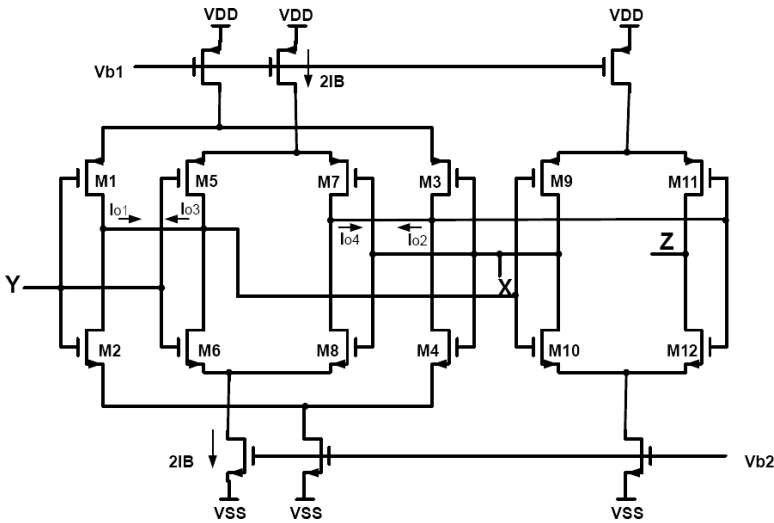 VDD VDD VDD
Vb1
2IB
M1 M5 M7 M3 M9 M11
Io1 Io3
Io4 Io2
Z
Y
X
M2 M6 M8 M4 M10 M12
2IB
Vb2
VSS VSS VSS